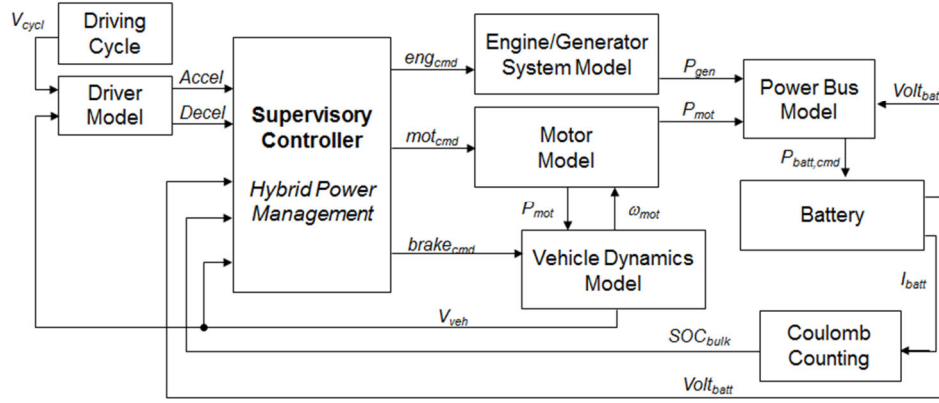 V_cycl
Driving
Cycle
Driver
Model
Accel
Decel
Supervisory
Controller
Hybrid Power
Management
eng_cmd
mot_cmd
brake_cmd
Engine/Generator
System Model
Motor
Model
P_mot
ω_mot
Vehicle Dynamics
Model
P_gen
P_mot
Power Bus
Model
Volt_batt
P_batt,cmd
Battery
I_batt
Coulomb
Counting
V_veh
SOC_bulk
Volt_batt